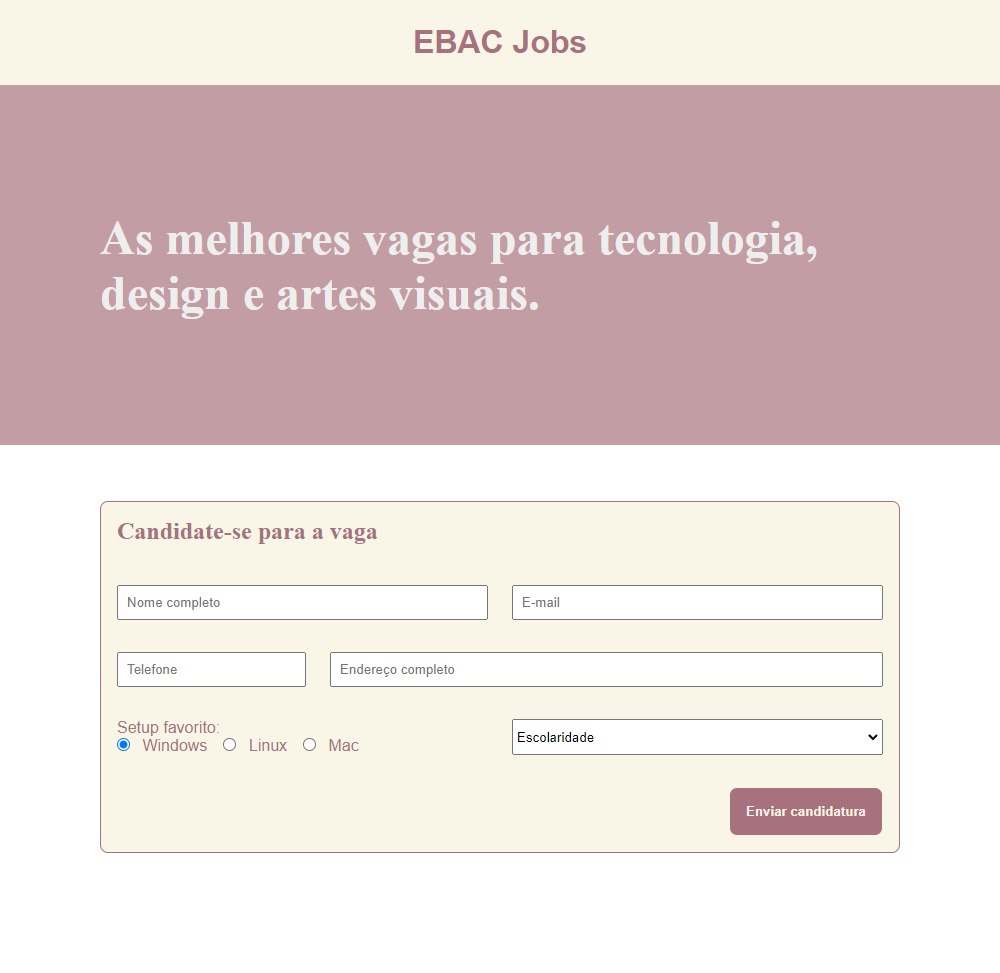 EBAC Jobs
As melhores vagas para tecnologia,
design e artes visuais.
Candidate-se para a vaga
Nome completo
E-mail
Telefone
Endereço completo
Setup favorito:
Windows Linux Mac
Escolaridade
Enviar candidatura